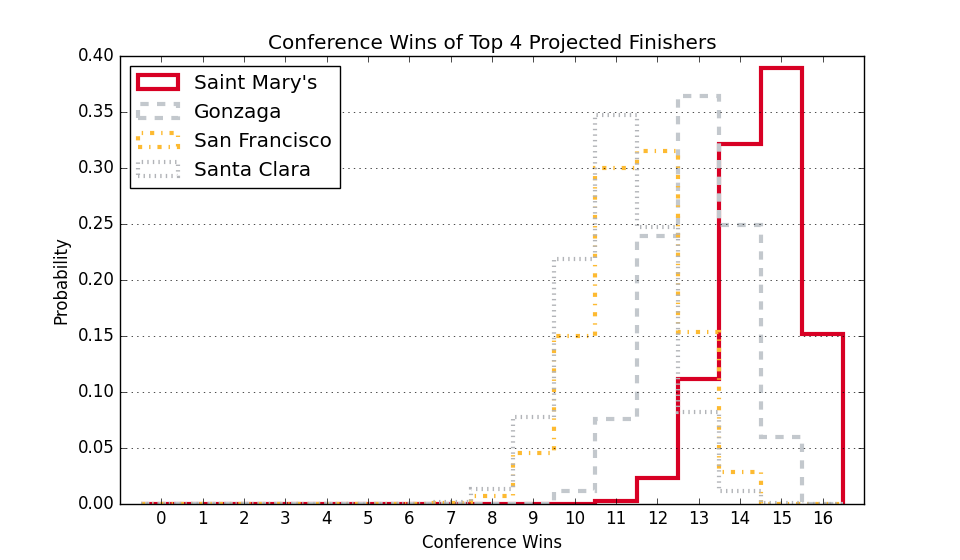 Conference Wins of Top 4 Projected Finishers
Probability
0.40
0.35
0.30
0.25
0.20
0.15
0.10
0.05
0.00
Saint Mary's
Gonzaga
San Francisco
Santa Clara
0 1 2 3 4 5 6 7 8 9 10 11 12 13 14 15 16
Conference Wins